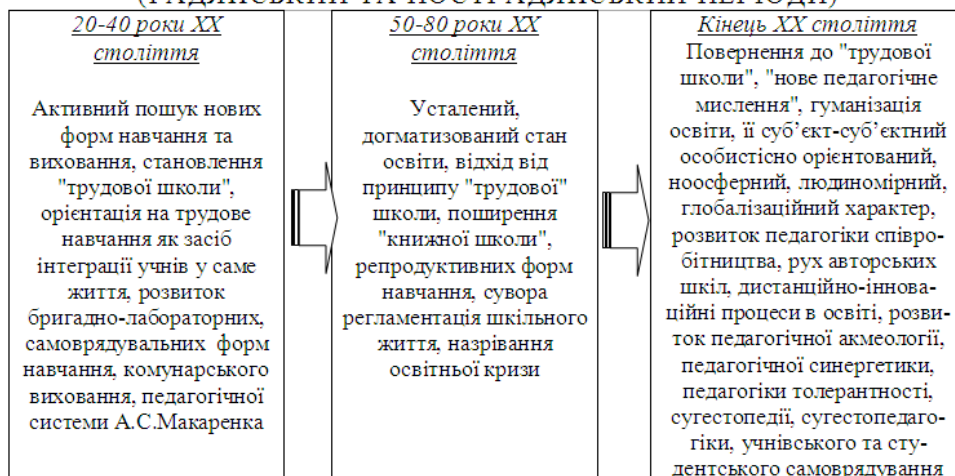 (РАДЯНСЬКИЙ ТА ПОСТРАДЯНСЬКИЙ ПЕРІОДИ)
20-40 роки XX
століття
Активний пошук нових
форм навчання та
виховання, становлення
"трудової школи",
орієнтація на трудове
навчання як засіб
інтеграції учнів у саме
життя, розвиток
бригадно-лабораторних,
самоврядувальних форм
навчання, комунарського
виховання, педагогічної
системи А.С.Макаренка
50-80 роки XX
століття
Усталений,
догматизований стан
освіти, відхід від
принципу "трудової"
школи, поширення
"книжної школи",
репродуктивних форм
навчання, сувора
регламентація шкільного
життя, назрівання
освітньої кризи
Кінець XX століття
Повернення до "трудової
школи", "нове педагогічне
мислення", гуманізація
освіти, її суб’єкт-суб’єктний
особистісно орієнтований,
ноосферний, людиномірний,
глобалізаційний характер,
розвиток педагогіки співро-
бітництва, рух авторських
шкіл, дистанційно-іннова-
ційні процеси в освіті, розви-
ток педагогічної акмеології,
педагогічної синергетики,
педагогіки толерантності,
сугестопедії, сугестопедаго-
гіки, учнівського та сту-
дентського самоврядування